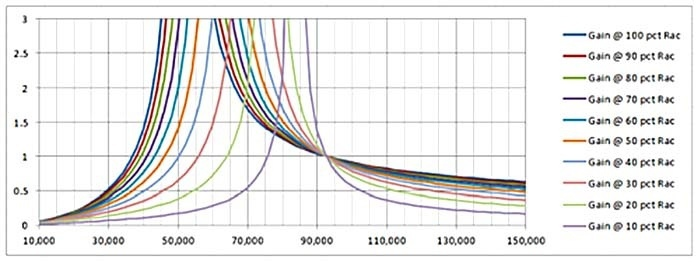 3
2.5
2
1.5
1
0.5
0
10,000 30,000 50,000 70,000 90,000 110,000 130,000 150,000
Gain @ 100 pct Rac
Gain @ 90 pct Rac
Gain @ 80 pct Rac
Gain @ 70 pct Rac
Gain @ 60 pct Rac
Gain @ 50 pct Rac
Gain @ 40 pct Rac
Gain @ 30 pct Rac
Gain @ 20 pct Rac
Gain @ 10 pct Rac